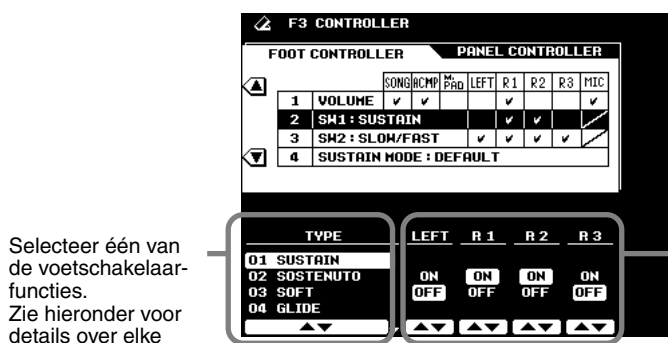 F3 CONTROLLER
FOOT CONTROLLER PANEL CONTROLLER
SONG ACMP M.PAD LEFT R1 R2 R3 MIC
1 VOLUME ✓ ✓ ✓ ✓
2 SW1 : SUSTAIN ✓ ✓
3 SW2 : SLOW/FAST ✓ ✓ ✓ ✓
4 SUSTAIN MODE : DEFAULT
TYPE LEFT R 1 R 2 R 3
01 SUSTAIN
02 SOSTENUTO ON ON ON ON
03 SOFT OFF OFF OFF OFF
04 GLIDE
Selecteer één van
de voetschakelaar-
functies.
Zie hieronder voor
details over elke